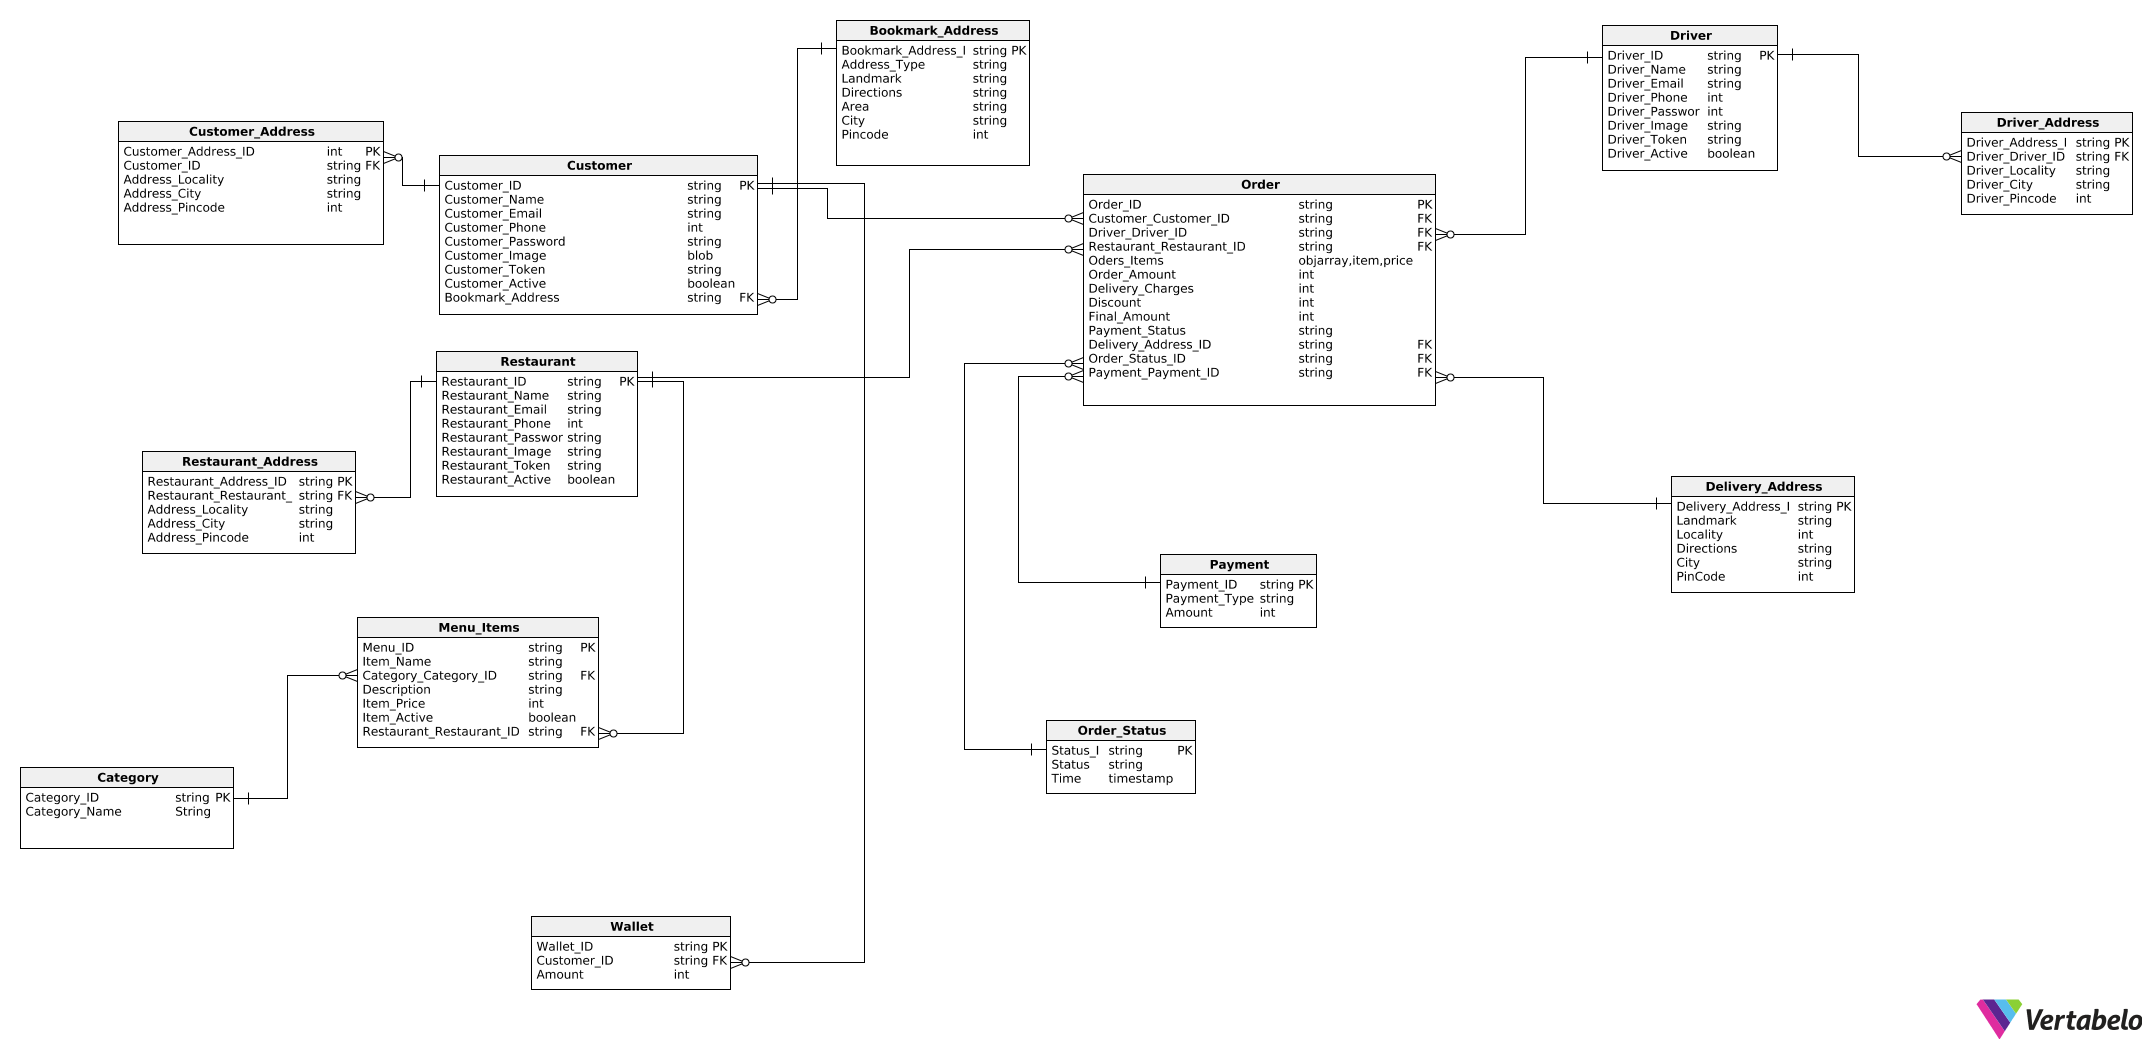 Bookmark_Address
Bookmark_Address_I string PK
Address_Type string
Landmark string
Directions string
Area string
City string
Pincode int
Driver
Driver_ID string PK
Driver_Name string
Driver_Email string
Driver_Phone int
Driver_Passwor int
Driver_Image string
Driver_Token string
Driver_Active boolean
Driver_Address
Driver_Address_I string PK
Driver_Driver_ID string FK
Driver_Locality string
Driver_City string
Driver_Pincode int
Customer_Address
Customer_Address_ID int PK
Customer_ID string FK
Address_Locality string
Address_City string
Address_Pincode int
Customer
Customer_ID string PK
Customer_Name string
Customer_Email string
Customer_Phone int
Customer_Password string
Customer_Image blob
Customer_Token string
Customer_Active boolean
Bookmark_Address string FK
Order
Order_ID string PK
Customer_Customer_ID string FK
Driver_Driver_ID string FK
Restaurant_Restaurant_ID string FK
Oders_Items objarray,item,price
Order_Amount int
Delivery_Charges int
Discount int
Final_Amount int
Payment_Status string
Delivery_Address_ID string FK
Order_Status_ID string FK
Payment_Payment_ID string FK
Restaurant
Restaurant_ID string PK
Restaurant_Name string
Restaurant_Email string
Restaurant_Phone int
Restaurant_Passwor string
Restaurant_Image string
Restaurant_Token string
Restaurant_Active boolean
Restaurant_Address
Restaurant_Address_ID string PK
Restaurant_Restaurant_ string FK
Address_Locality string
Address_City string
Address_Pincode int
Delivery_Address
Delivery_Address_I string PK
Landmark string
Locality int
Directions string
City string
PinCode int
Payment
Payment_ID string PK
Payment_Type string
Amount int
Menu_Items
Menu_ID string PK
Item_Name string
Category_Category_ID string FK
Description string
Item_Price int
Item_Active boolean
Restaurant_Restaurant_ID string FK
Order_Status
Status_I string PK
Status string
Time timestamp
Category
Category_ID string PK
Category_Name String
Wallet
Wallet_ID string PK
Customer_ID string FK
Amount int
Vertabelo